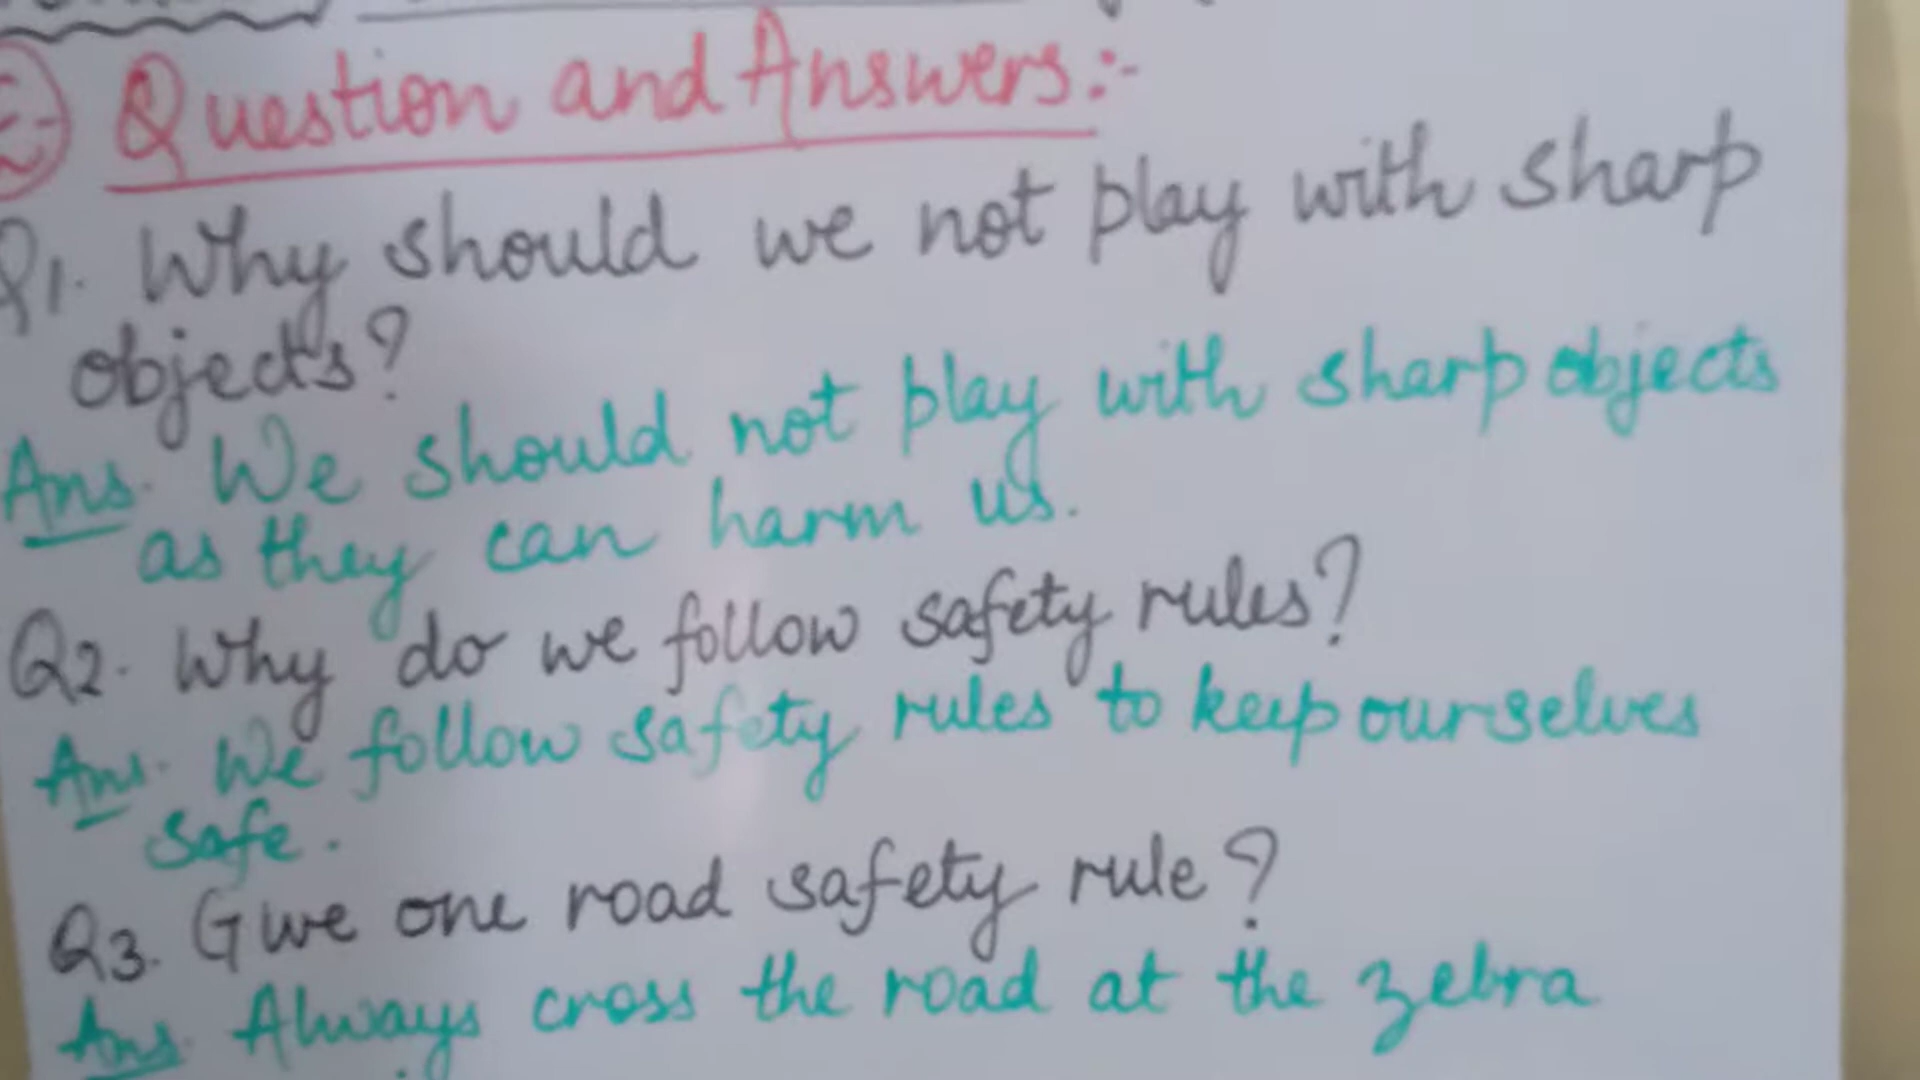 Question and Answers:-
Q1. Why should we not play with sharp
objects?
Ans. We should not play with sharp objects
as they can harm us.
Q2. Why do we follow safety rules?
Ans. We follow safety rules to keep ourselves
safe.
Q3. Give one road safety rule?
Ans. Always cross the road at the zebra